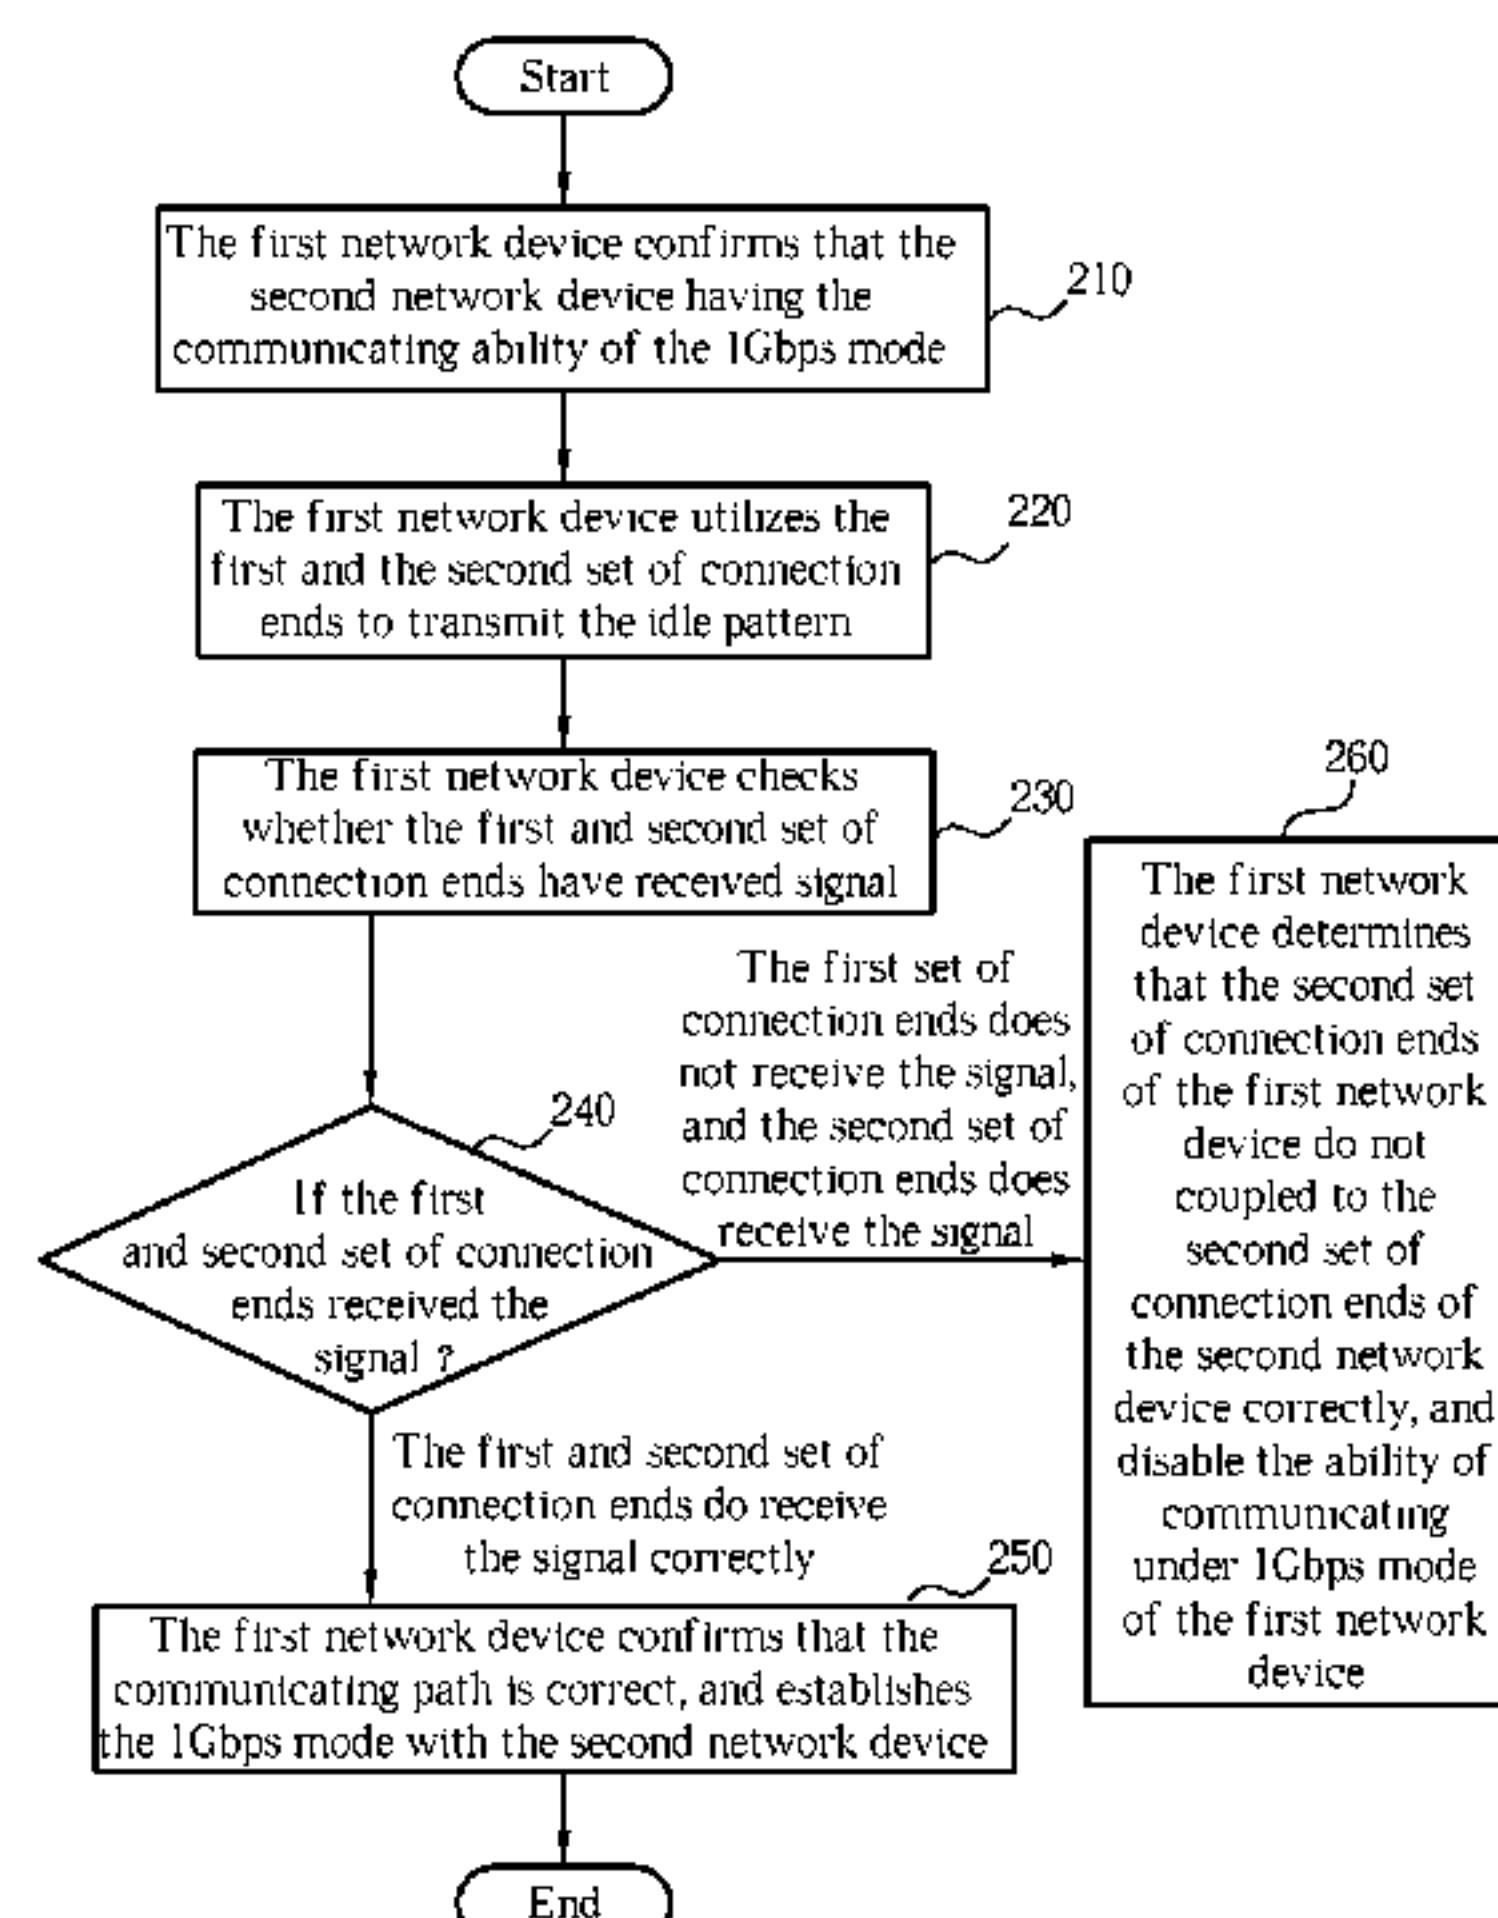 Start
The first network device confirms that the
second network device having the
communicating ability of the 1Gbps mode
210
The first network device utilizes the
first and the second set of connection
ends to transmit the idle pattern
220
The first network device checks
whether the first and second set of
connection ends have received signal
230
If the first
and second set of connection
ends received the
signal ?
240
The first set of
connection ends does
not receive the signal,
and the second set of
connection ends does
receive the signal
260
The first network
device determines
that the second set
of connection ends
of the first network
device do not
coupled to the
second set of
connection ends of
the second network
device correctly, and
disable the ability of
communicating
under 1Gbps mode
of the first network
device
The first and second set of
connection ends do receive
the signal correctly
250
The first network device confirms that the
communicating path is correct, and establishes
the 1Gbps mode with the second network device
End